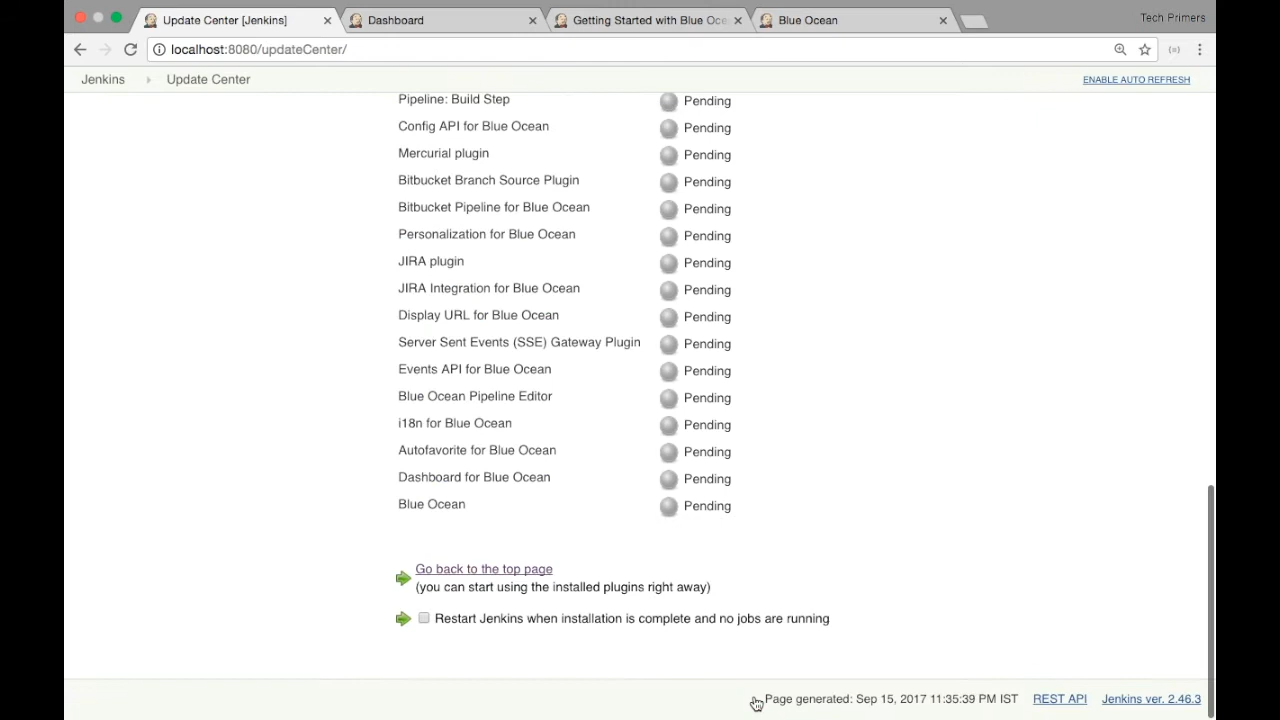 Update Center [Jenkins]
Dashboard
Getting Started with Blue Oce
Blue Ocean
Tech Primers
localhost:8080/updateCenter/
Jenkins
Update Center
ENABLE AUTO REFRESH
Pipeline: Build Step Pending
Config API for Blue Ocean Pending
Mercurial plugin Pending
Bitbucket Branch Source Plugin Pending
Bitbucket Pipeline for Blue Ocean Pending
Personalization for Blue Ocean Pending
JIRA plugin Pending
JIRA Integration for Blue Ocean Pending
Display URL for Blue Ocean Pending
Server Sent Events (SSE) Gateway Plugin Pending
Events API for Blue Ocean Pending
Blue Ocean Pipeline Editor Pending
i18n for Blue Ocean Pending
Autofavorite for Blue Ocean Pending
Dashboard for Blue Ocean Pending
Blue Ocean Pending
Go back to the top page
(you can start using the installed plugins right away)
Restart Jenkins when installation is complete and no jobs are running
Page generated: Sep 15, 2017 11:35:39 PM IST REST API Jenkins ver. 2.46.3